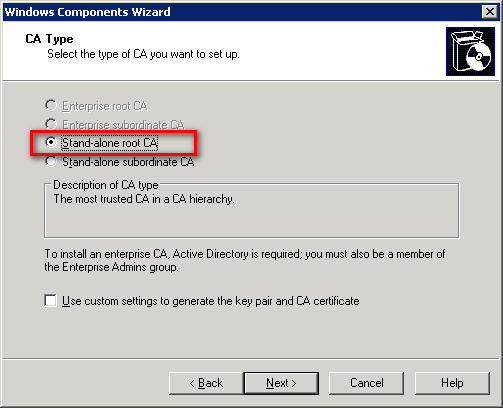 Windows Components Wizard
CA Type
Select the type of CA you want to set up.
Enterprise root CA
Enterprise subordinate CA
Stand-alone root CA
Stand-alone subordinate CA
Description of CA type
The most trusted CA in a CA hierarchy.
To install an enterprise CA, Active Directory is required; you must also be a member of
the Enterprise Admins group.
Use custom settings to generate the key pair and CA certificate
< Back
Next >
Cancel
Help